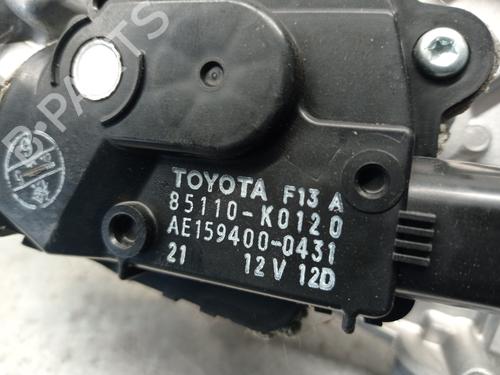 TOYOTA F13 A
85110-K0120
AE159400-0431
21 12V 12D
B-PARTS